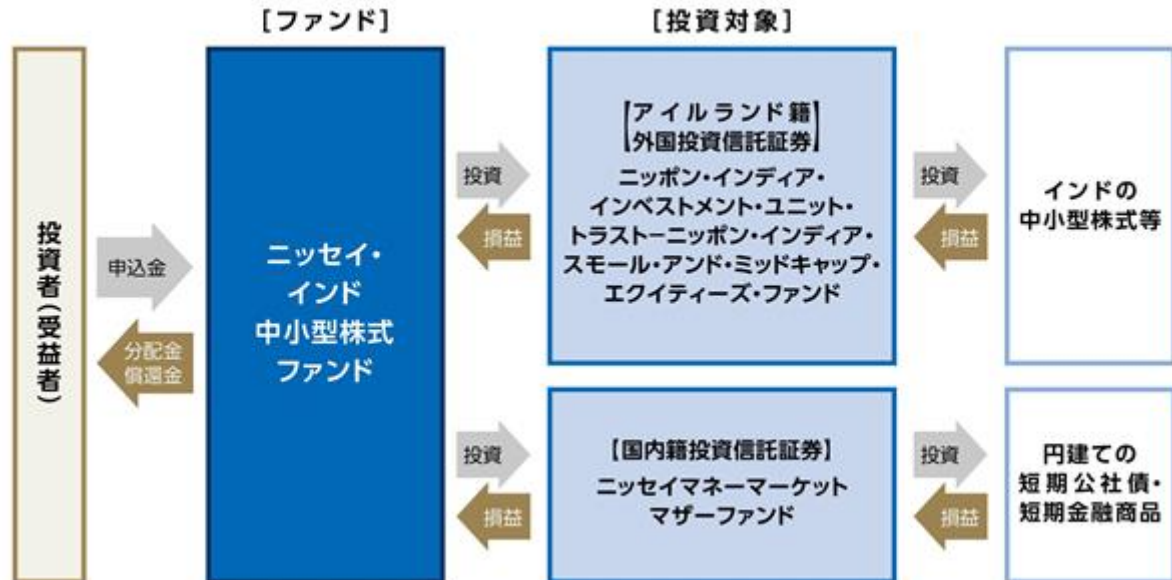 [ファンド]
[投資対象]
投資者(受益者)
申込金
分配金
償還金
ニッセイ・
インド
中小型株式
ファンド
投資
損益
【アイルランド籍
外国投資信託証券】
ニッポン・インディア・
インベストメント・ユニット・
トラストーニッポン・インディア・
スモール・アンド・ミッドキャップ・
エクイティーズ・ファンド
投資
損益
インドの
中小型株式等
投資
損益
【国内籍投資信託証券】
ニッセイマネーマーケット
マザーファンド
投資
損益
円建ての
短期公社債・
短期金融商品